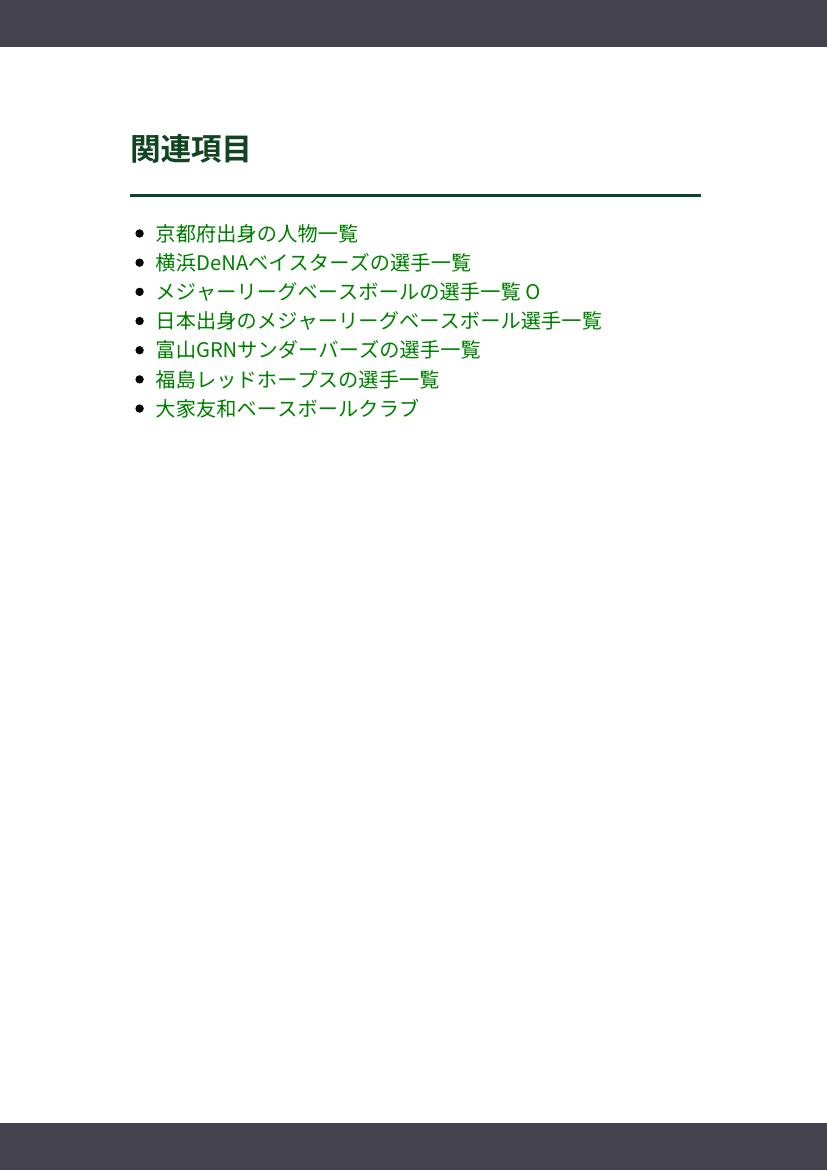 関連項目
京都府出身の人物一覧
横浜DeNAベイスターズの選手一覧
メジャーリーグベースボールの選手一覧 O
日本出身のメジャーリーグベースボール選手一覧
富山GRNサンダーバーズの選手一覧
福島レッドホープスの選手一覧
大家友和ベースボールクラブ